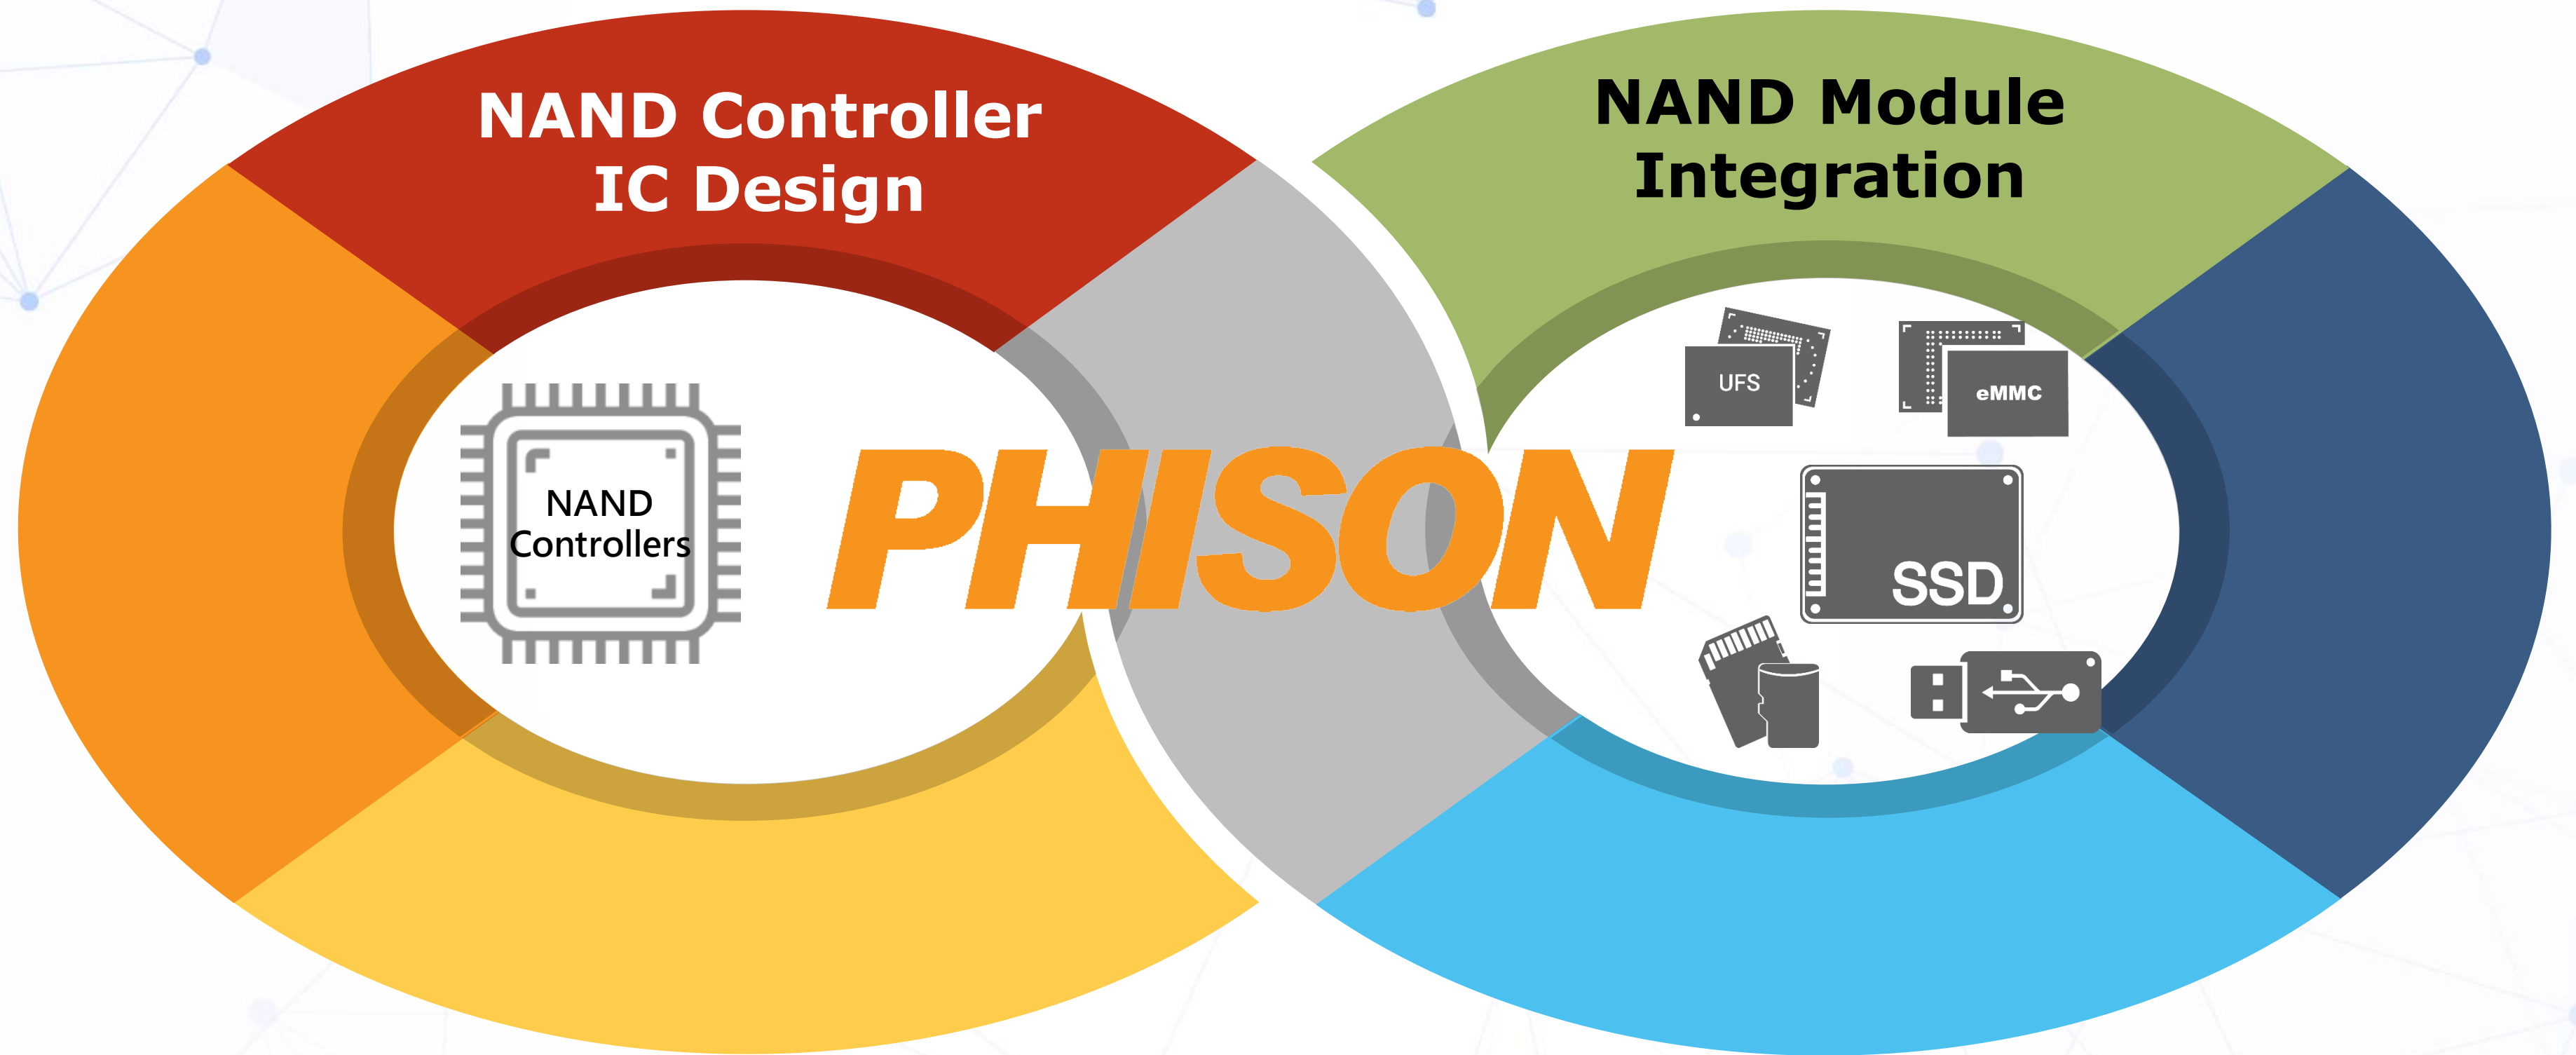 NAND Controller
IC Design
NAND Module
Integration
NAND
Controllers
PHISON
UFS
eMMC
SSD